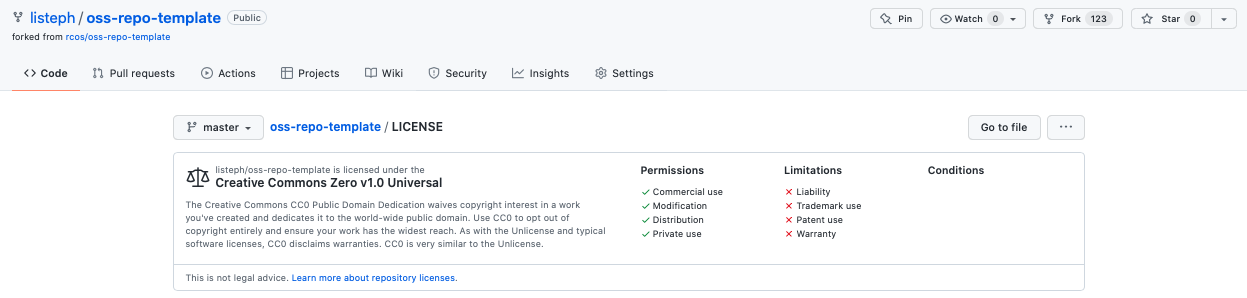 listeph / oss-repo-template Public
Pin
Watch 0
Fork 123
Star 0
forked from rcos/oss-repo-template
Code
Pull requests
Actions
Projects
Wiki
Security
Insights
Settings
master
oss-repo-template / LICENSE
Go to file
...
listeph/oss-repo-template is licensed under the
Creative Commons Zero v1.0 Universal
The Creative Commons CC0 Public Domain Dedication waives copyright interest in a work
you've created and dedicates it to the world-wide public domain. Use CC0 to opt out of
copyright entirely and ensure your work has the widest reach. As with the Unlicense and typical
software licenses, CC0 disclaims warranties. CC0 is very similar to the Unlicense.
Permissions
Commercial use
Modification
Distribution
Private use
Limitations
Liability
Trademark use
Patent use
Warranty
Conditions
This is not legal advice. Learn more about repository licenses.